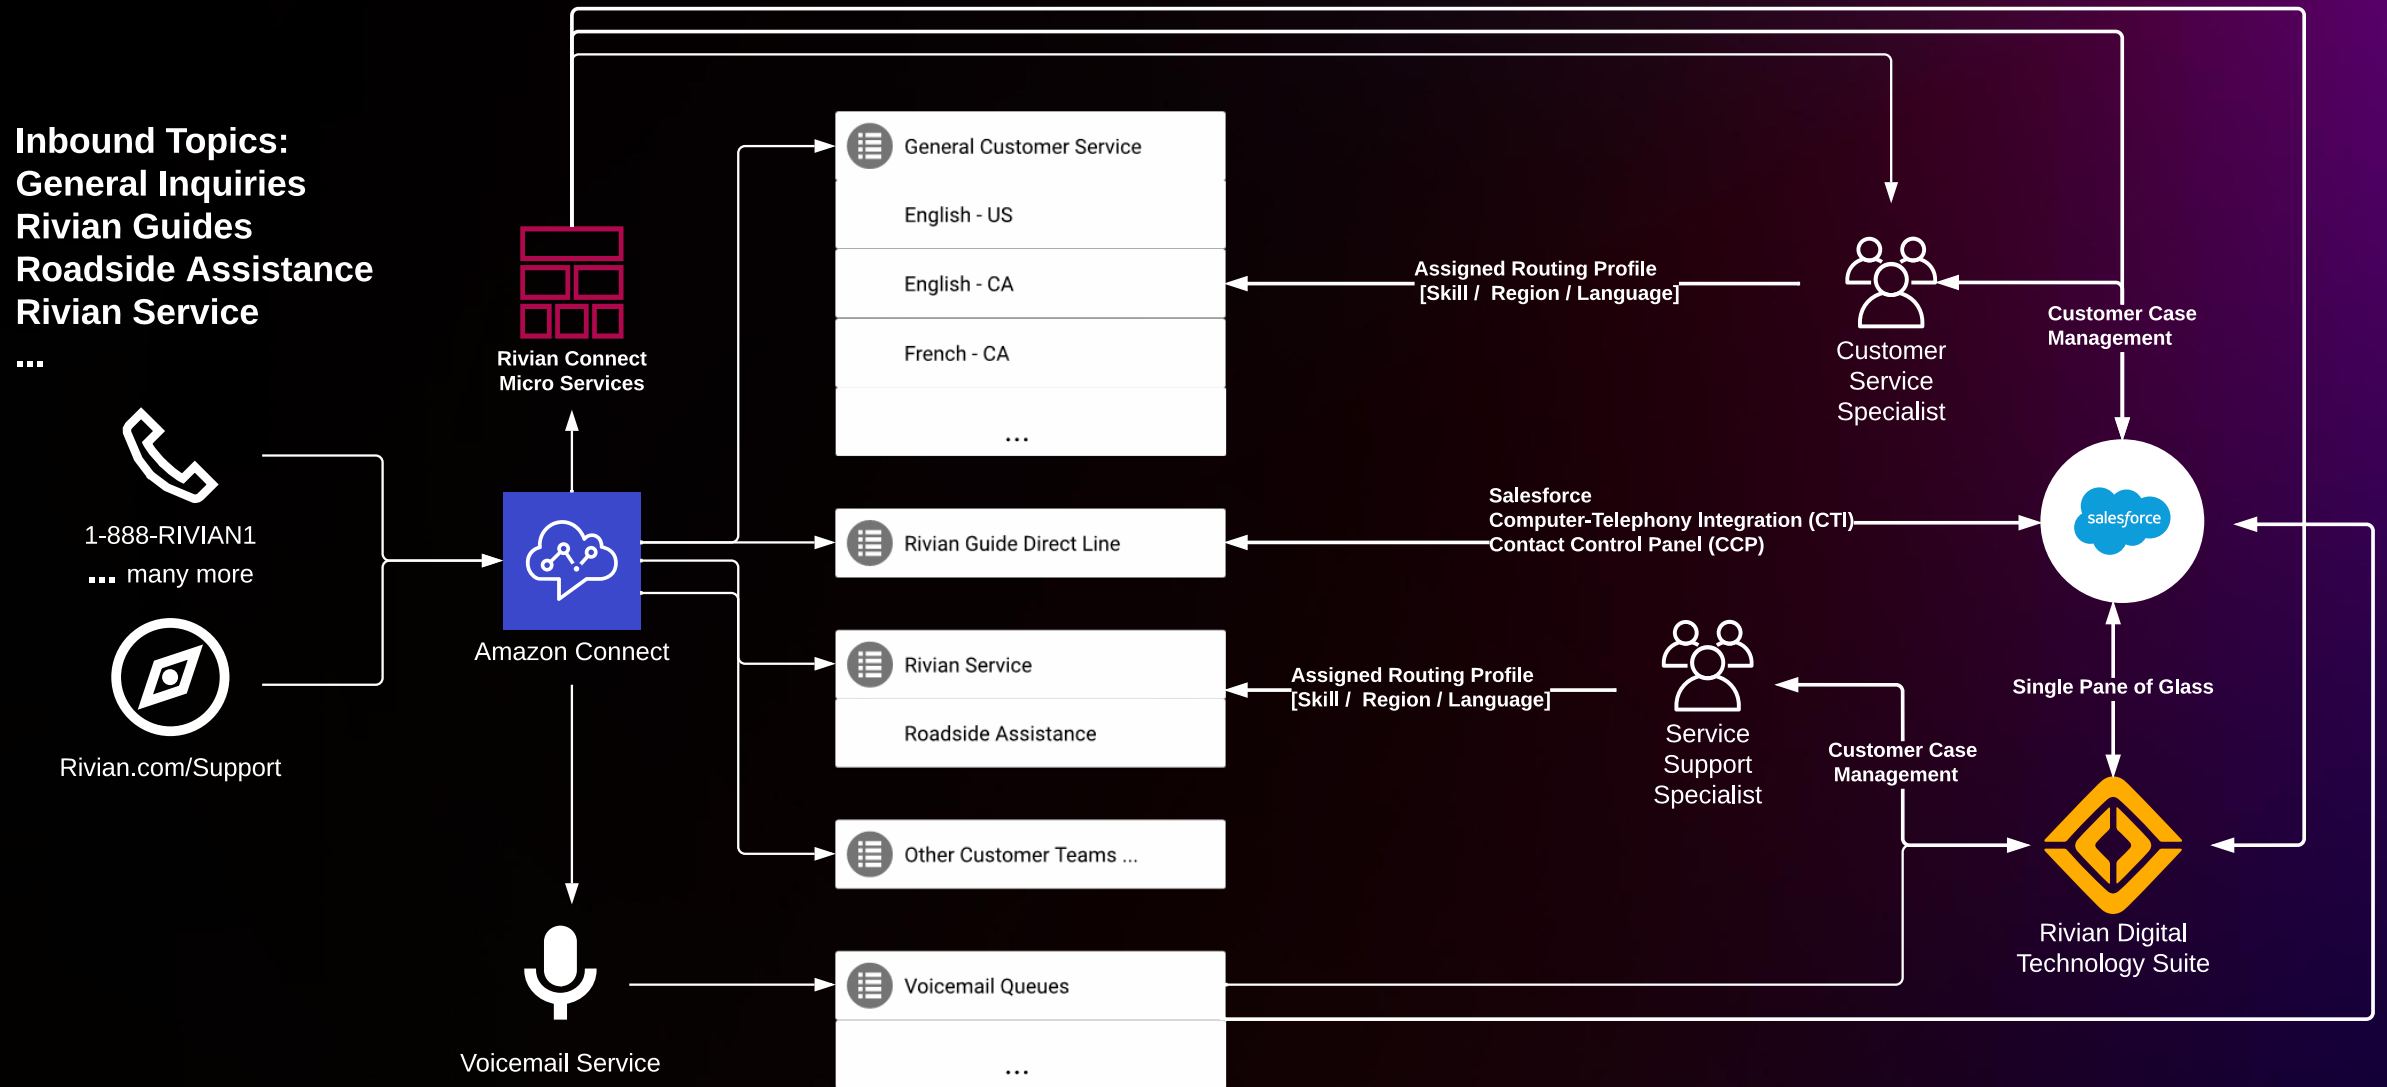 Inbound Topics:
General Inquiries
Rivian Guides
Roadside Assistance
Rivian Service
...
1-888-RIVIAN1
... many more
Rivian.com/Support
Rivian Connect
Micro Services
Amazon Connect
Voicemail Service
General Customer Service
English - US
English - CA
French - CA
...
Rivian Guide Direct Line
Rivian Service
Roadside Assistance
Other Customer Teams ...
Voicemail Queues
...
Assigned Routing Profile
[Skill / Region / Language]
Customer
Service
Specialist
Customer Case
Management
Salesforce
Computer-Telephony Integration (CTI)
Contact Control Panel (CCP)
salesforce
Assigned Routing Profile
[Skill / Region / Language]
Service
Support
Specialist
Single Pane of Glass
Customer Case
Management
Rivian Digital
Technology Suite